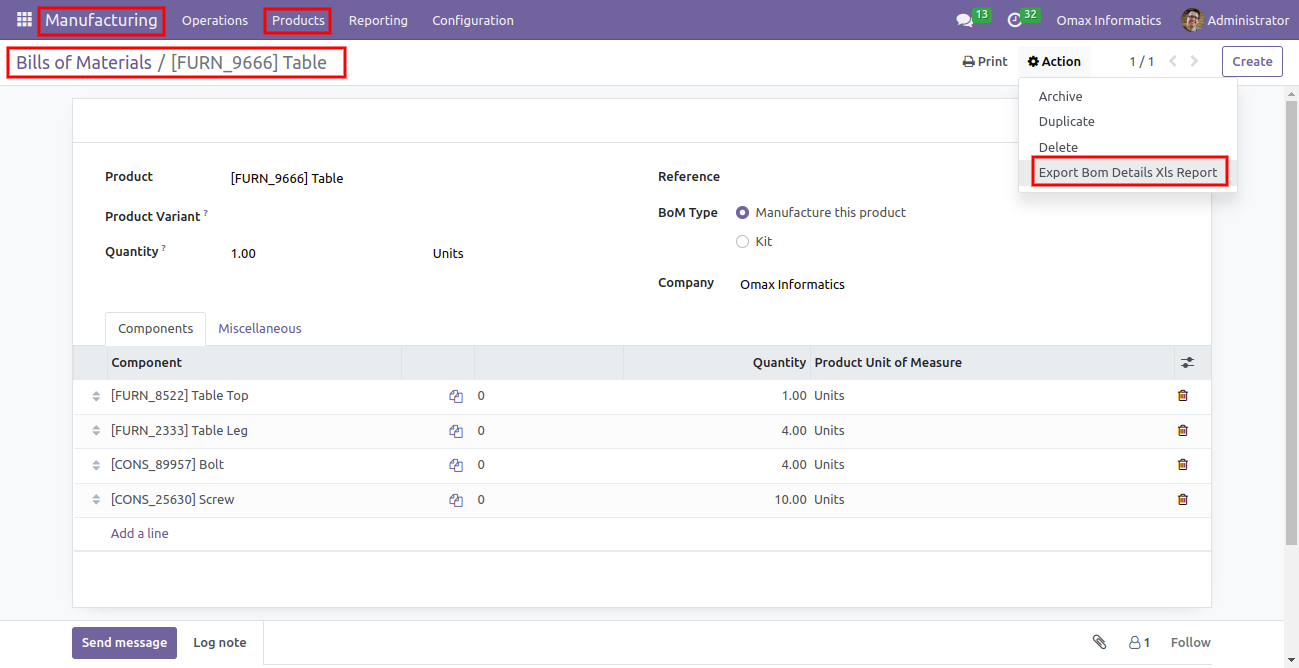 Manufacturing Operations Products Reporting Configuration 13 32 Omax Informatics Administrator
Bills of Materials / [FURN_9666] Table Print Action 1 / 1 Create
Archive
Duplicate
Delete
Export Bom Details Xls Report
Product [FURN_9666] Table Reference
Product Variant ? BoM Type Manufacture this product
Kit
Quantity ? 1.00 Units
Company Omax Informatics
Components Miscellaneous
Component Quantity Product Unit of Measure
[FURN_8522] Table Top 0 1.00 Units
[FURN_2333] Table Leg 0 4.00 Units
[CONS_89957] Bolt 0 4.00 Units
[CONS_25630] Screw 0 10.00 Units
Add a line
Send message Log note 1 Follow